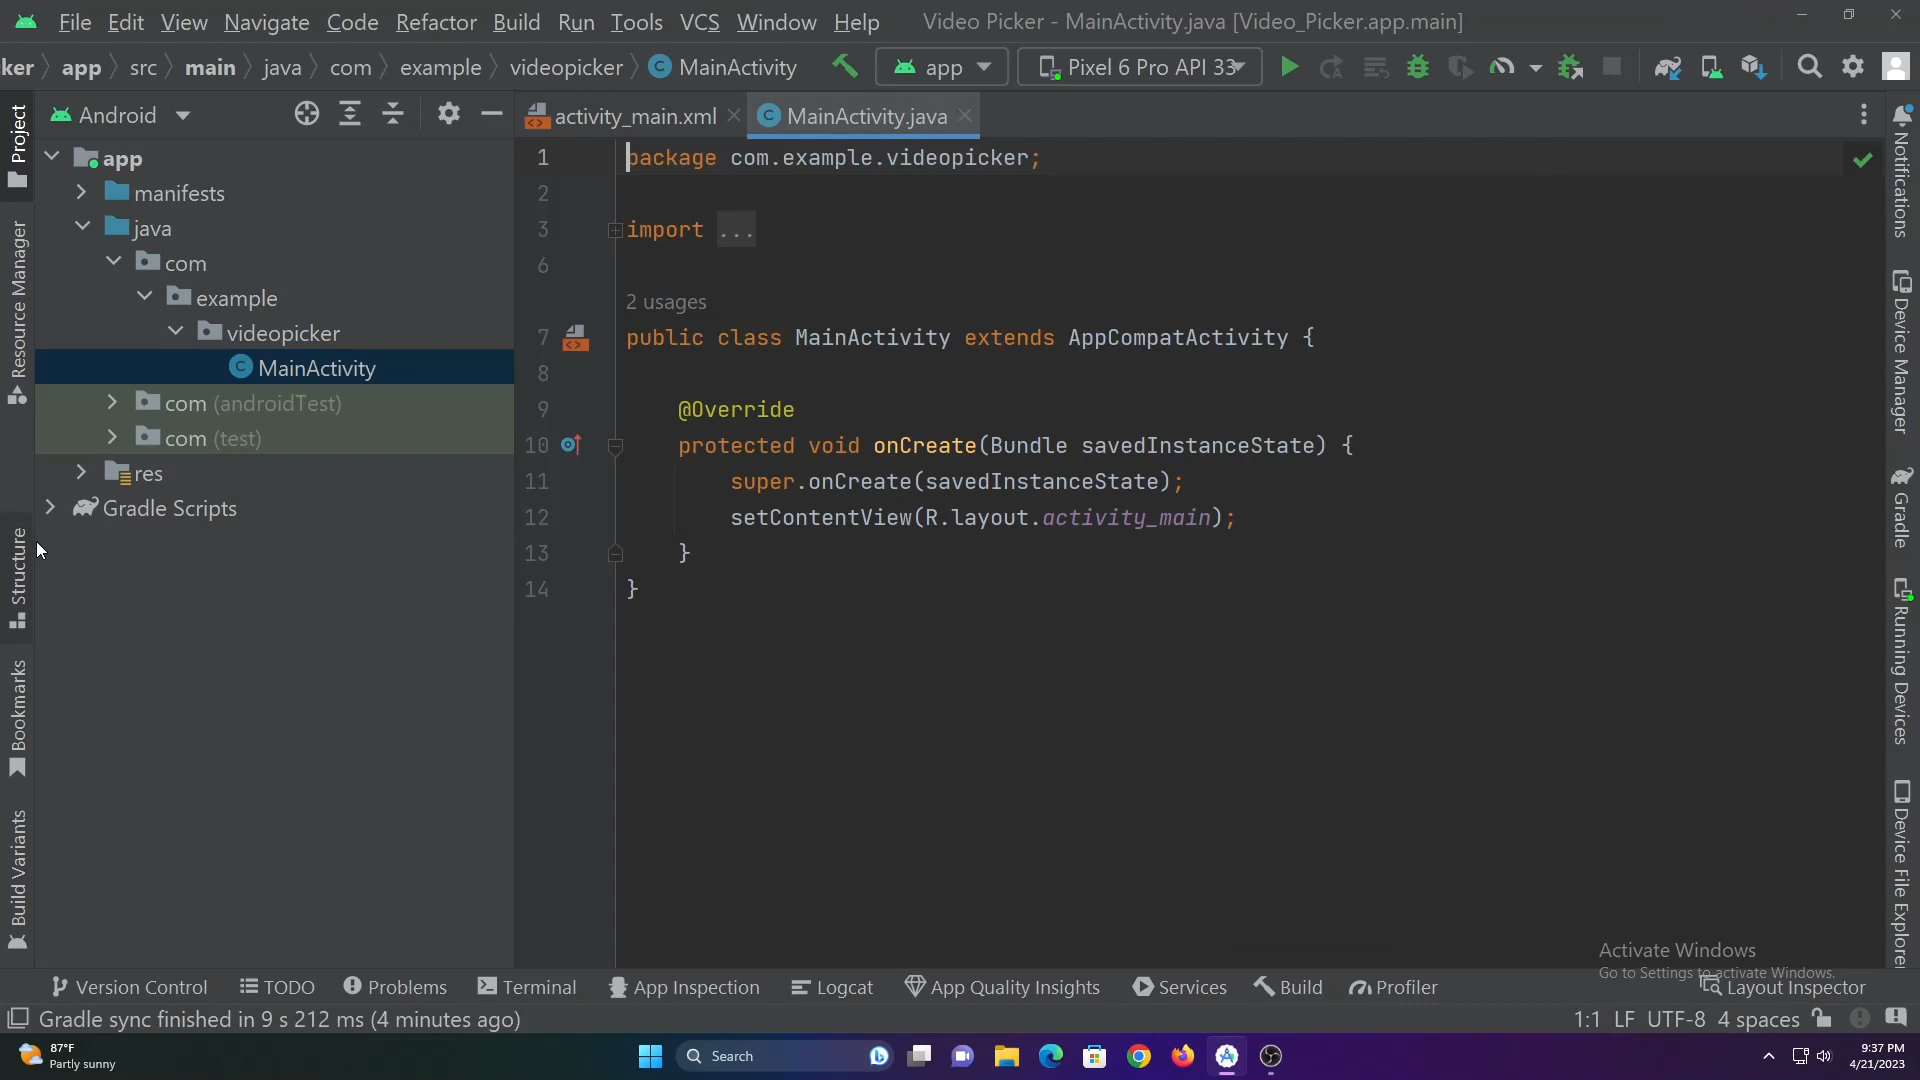 File Edit View Navigate Code Refactor Build Run Tools VCS Window Help Video Picker - MainActivity.java [Video_Picker.app.main]
ker app src main java com example videopicker MainActivity app Pixel 6 Pro API 33
Android
activity_main.xml
MainActivity.java
Project
Resource Manager
Structure
Bookmarks
Build Variants
app
manifests
java
com
example
videopicker
MainActivity
com (androidTest)
com (test)
res
Gradle Scripts
1 package com.example.videopicker;
2
3 import ...
6
2 usages
7 public class MainActivity extends AppCompatActivity {
8
9 @Override
10 protected void onCreate(Bundle savedInstanceState) {
11 super.onCreate(savedInstanceState);
12 setContentView(R.layout.activity_main);
13 }
14 }
Notifications
Device Manager
Gradle
Running Devices
Device File Explorer
Activate Windows
Go to Settings to activate Windows.
Version Control TODO Problems Terminal App Inspection Logcat App Quality Insights Services Build Profiler Layout Inspector
Gradle sync finished in 9 s 212 ms (4 minutes ago) 1:1 LF UTF-8 4 spaces
87°F
Partly sunny
Search
9:37 PM
4/21/2023